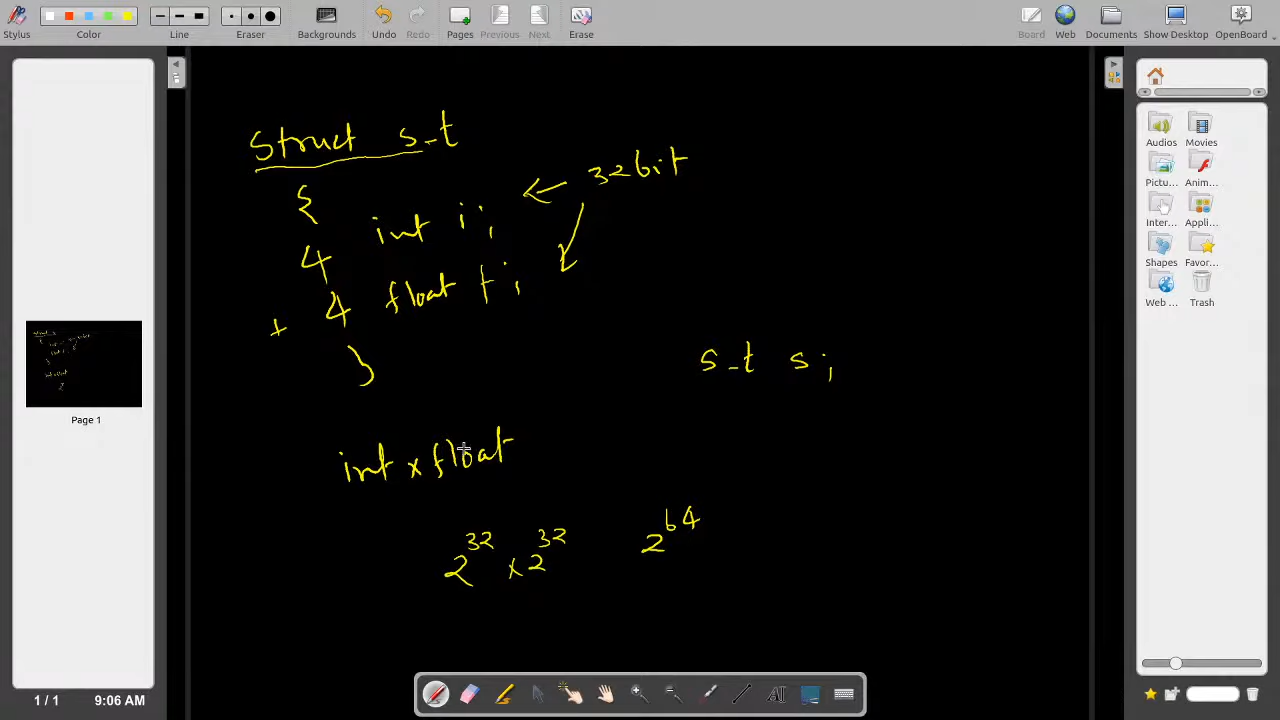 Stylus Color Line Eraser Backgrounds Undo Redo Pages Previous Next Erase Board Web Documents Show Desktop OpenBoard
struct s_t
{
32bit
int i;
4
float f;
+ 4
}
s_t s;
int x float
2^32 x 2^32 2^64
Audios Movies
Pictu... Anim...
Inter... Appli...
Shapes Favor...
Web ... Trash
Page 1
1 / 1 9:06 AM